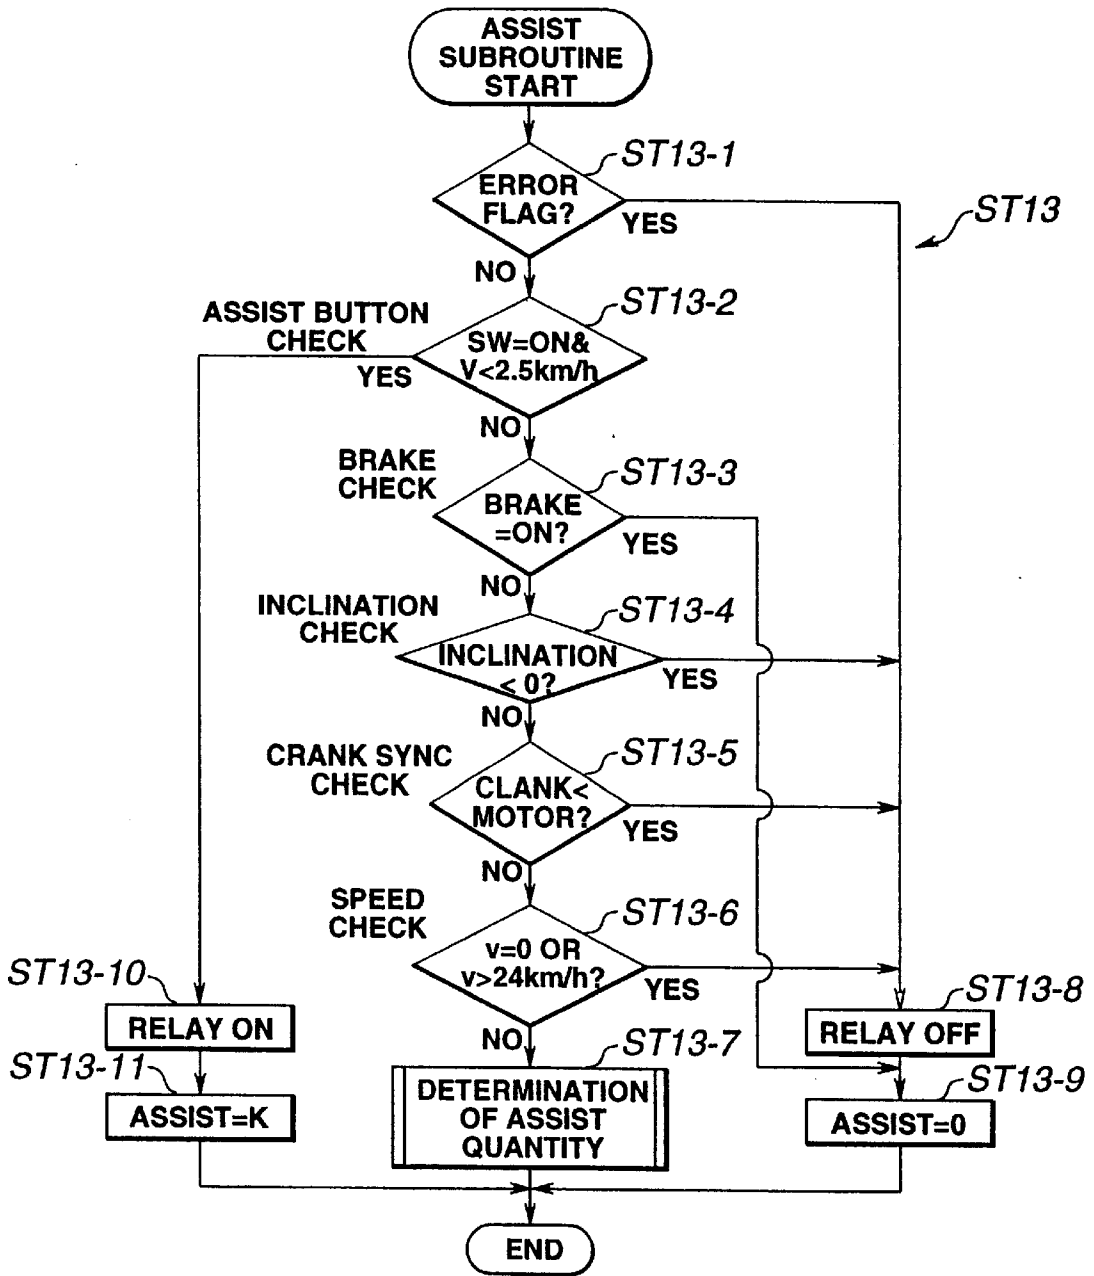 ASSIST
SUBROUTINE
START
ST13-1
ERROR
FLAG?
YES
ST13
NO
ST13-2
ASSIST BUTTON
CHECK
SW=ON&
V<2.5km/h
YES
NO
BRAKE
CHECK
ST13-3
BRAKE
=ON?
YES
NO
INCLINATION
CHECK
ST13-4
INCLINATION
< 0?
YES
NO
CRANK SYNC
CHECK
ST13-5
CLANK<
MOTOR?
YES
NO
SPEED
CHECK
ST13-6
v=0 OR
v>24km/h?
YES
ST13-10
RELAY ON
ST13-8
RELAY OFF
NO
ST13-7
ST13-11
ASSIST=K
DETERMINATION
OF ASSIST
QUANTITY
ST13-9
ASSIST=0
END